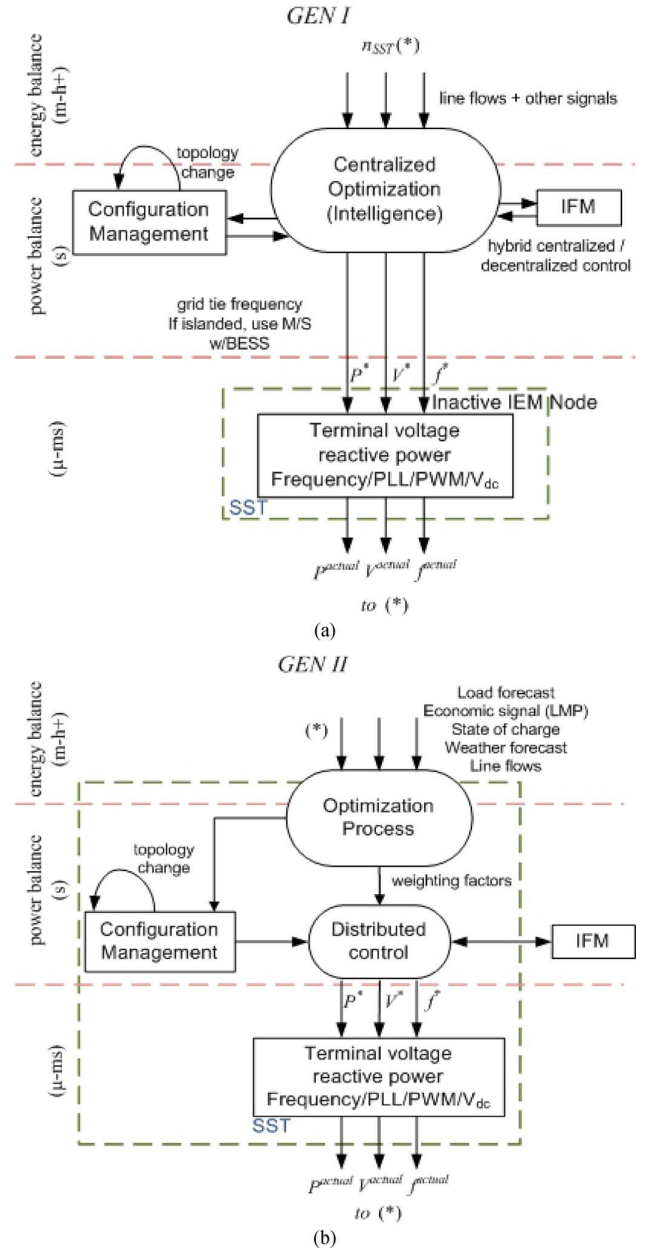 GEN I
energy balance
(m-h+)
n_SST(*)
line flows + other signals
topology
change
Centralized
Optimization
(Intelligence)
Configuration
Management
IFM
power balance
(s)
hybrid centralized /
decentralized control
grid tie frequency
If islanded, use M/S
w/BESS
P* V* f*
Inactive IEM Node
(μ-ms)
Terminal voltage
reactive power
Frequency/PLL/PWM/V_dc
SST
P^actual V^actual f^actual
to (*)
(a)
GEN II
energy balance
(m-h+)
(*)
Load forecast
Economic signal (LMP)
State of charge
Weather forecast
Line flows
Optimization
Process
topology
change
weighting factors
power balance
(s)
Configuration
Management
Distributed
control
IFM
P* V* f*
(μ-ms)
Terminal voltage
reactive power
Frequency/PLL/PWM/V_dc
SST
P^actual V^actual f^actual
to (*)
(b)